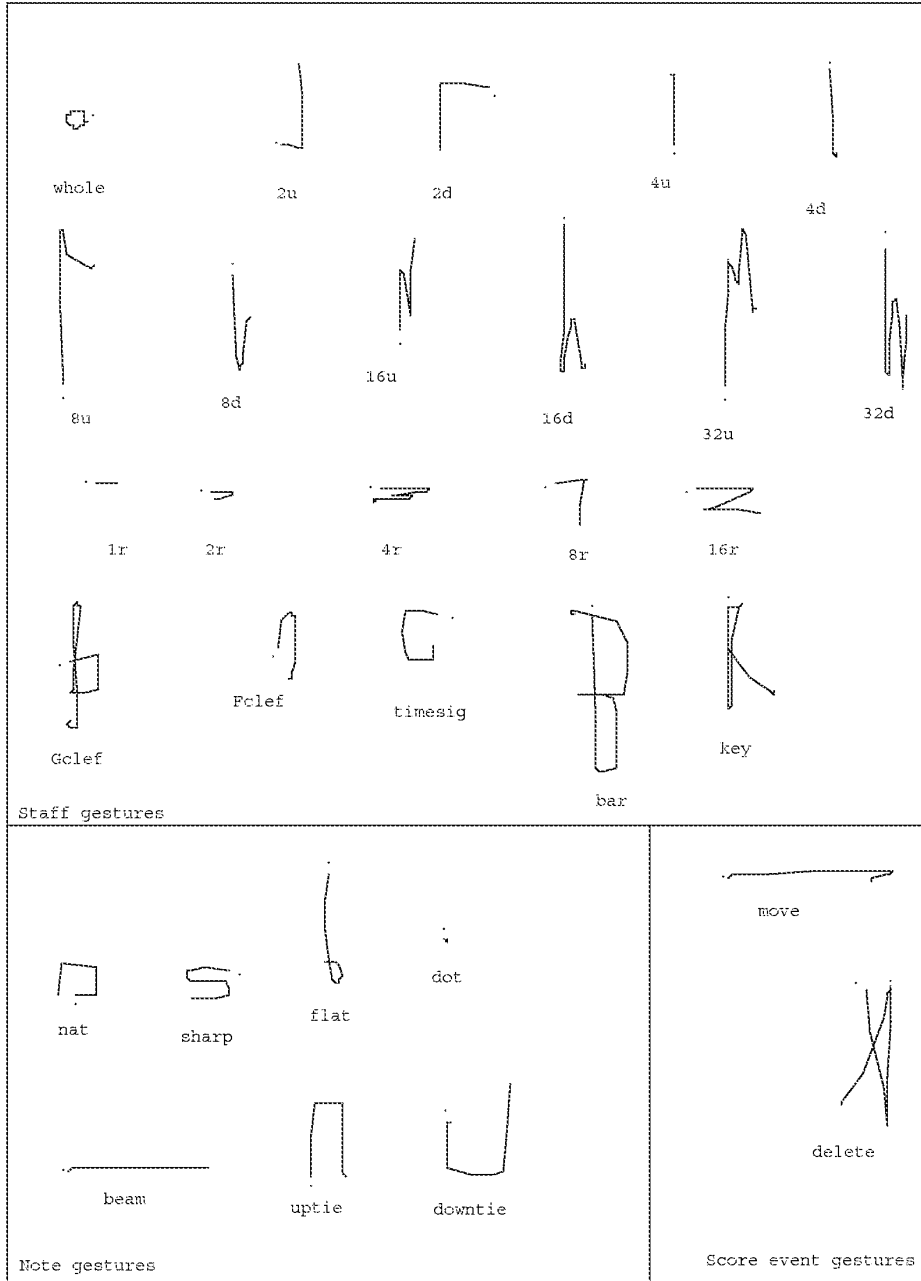 whole
2u
2d
4u
4d
8u
8d
16u
16d
32u
32d
1r
2r
4r
8r
16r
Gclef
Fclef
timesig
bar
key
Staff gestures
nat
sharp
flat
dot
beam
uptie
downtie
Note gestures
move
delete
Score event gestures